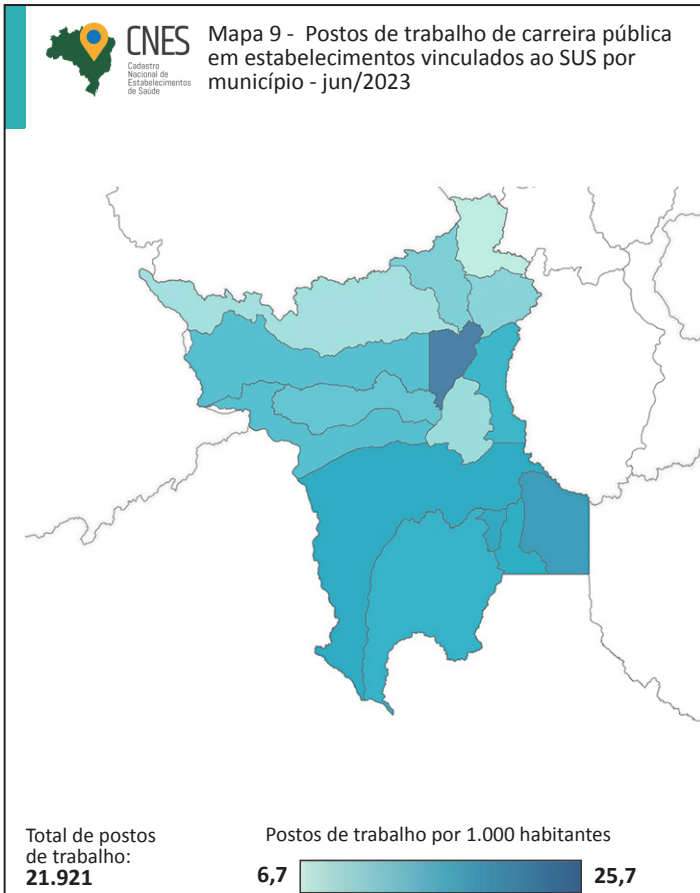 CNES
Cadastro
Nacional de
Estabelecimentos
de Saúde
Mapa 9 - Postos de trabalho de carreira pública
em estabelecimentos vinculados ao SUS por
município - jun/2023
Total de postos
de trabalho:
21.921
Postos de trabalho por 1.000 habitantes
6,7
25,7